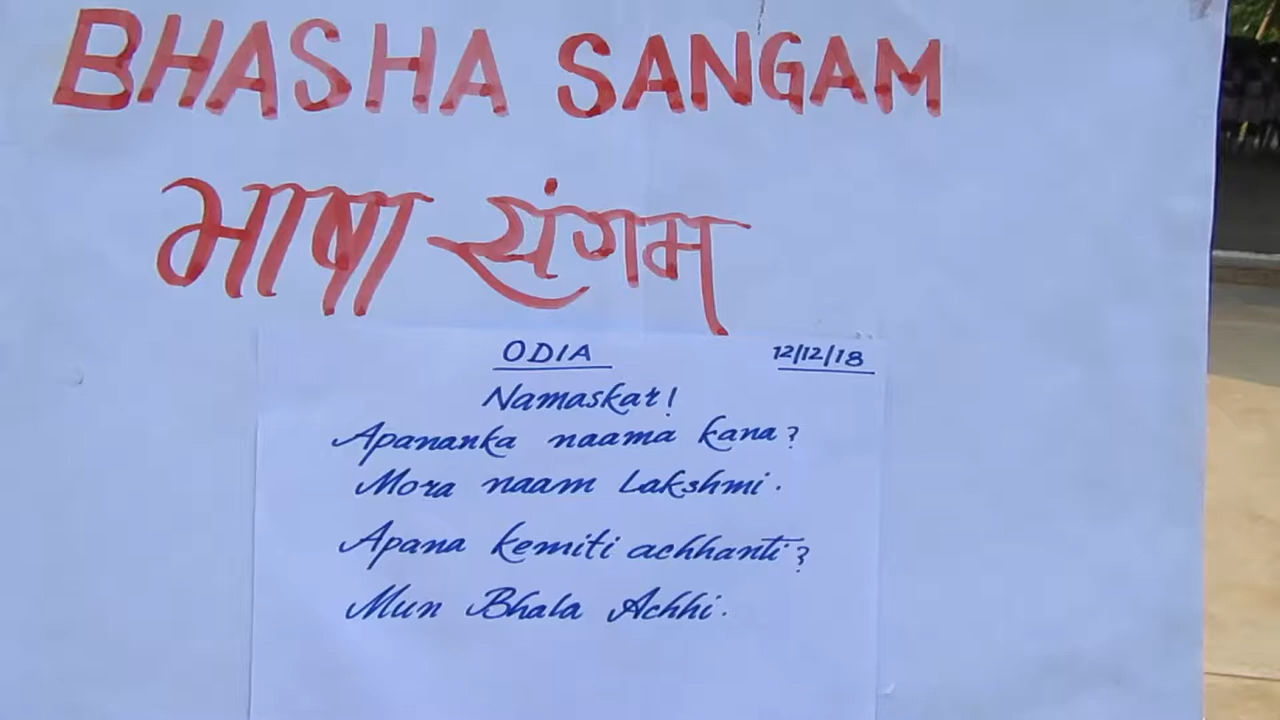 BHASHA SANGAM
भाषा संगम
ODIA 12/12/18
Namaskar!
Apananka naama kana?
Mora naam Lakshmi.
Apana kemiti achhanti?
Mun Bhala Achhi.